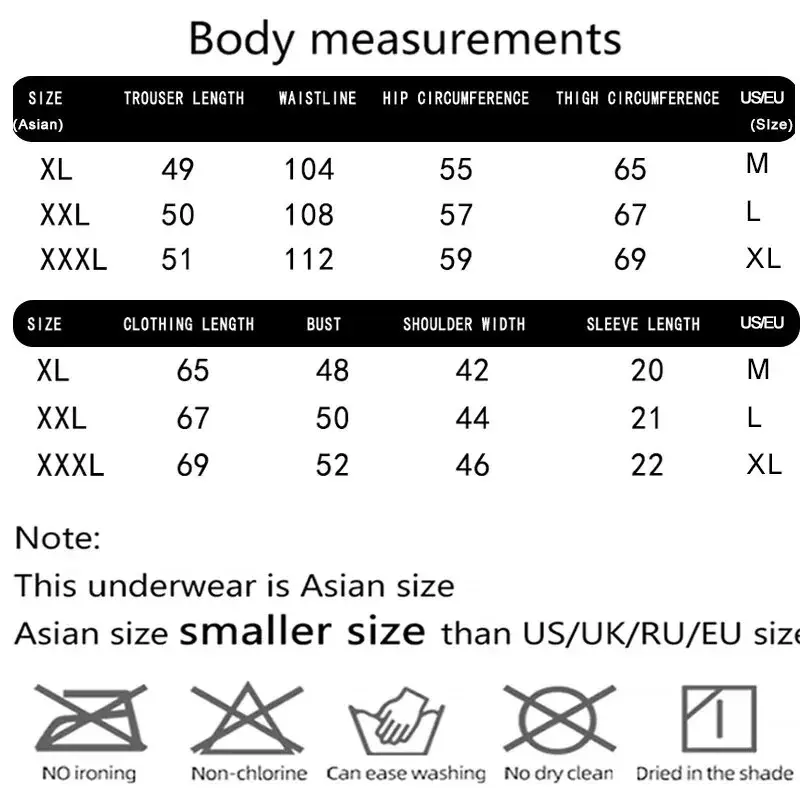 Body measurements
SIZE TROUSER LENGTH WAISTLINE HIP CIRCUMFERENCE THIGH CIRCUMFERENCE US/EU
(Asian) (SIze)
XL 49 104 55 65 M
XXL 50 108 57 67 L
XXXL 51 112 59 69 XL
SIZE CLOTHING LENGTH BUST SHOULDER WIDTH SLEEVE LENGTH US/EU
XL 65 48 42 20 M
XXL 67 50 44 21 L
XXXL 69 52 46 22 XL
Note:
This underwear is Asian size
Asian size smaller size than US/UK/RU/EU size
NO ironing Non-chlorine Can ease washing No dry clean Dried in the shade